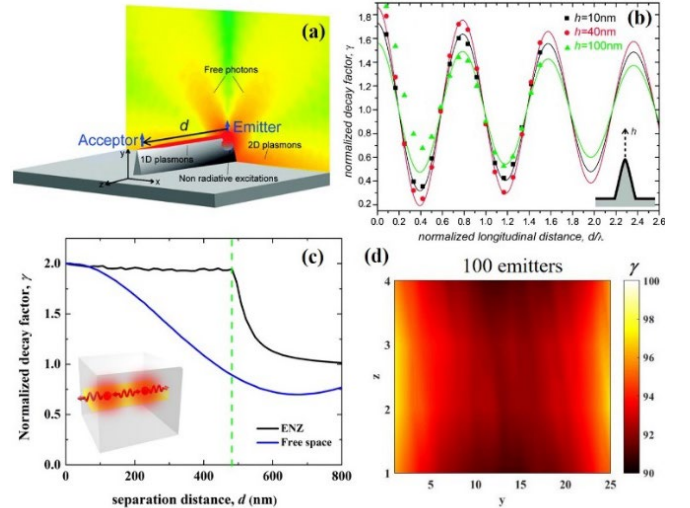 (a)
Free photons
Acceptor
d
Emitter
y
1D plasmons
2D plasmons
z
x
Non radiative excitations
(b)
normalized decay factor, γ
1.8
1.6
1.4
1.2
1.0
0.8
0.6
0.4
0.2
h=10nm
h=40nm
h=100nm
h
0.0 0.2 0.4 0.6 0.8 1.0 1.2 1.4 1.6 1.8 2.0 2.2 2.4 2.6
normalized longitudinal distance, d/λ
(c)
Normalized decay factor, γ
2.0
1.5
1.0
0.5
0.0
ENZ
Free space
0 200 400 600 800
separation distance, d (nm)
(d)
100 emitters
γ
z
4
3
2
1
5 10 15 20 25
y
100
98
96
94
92
90